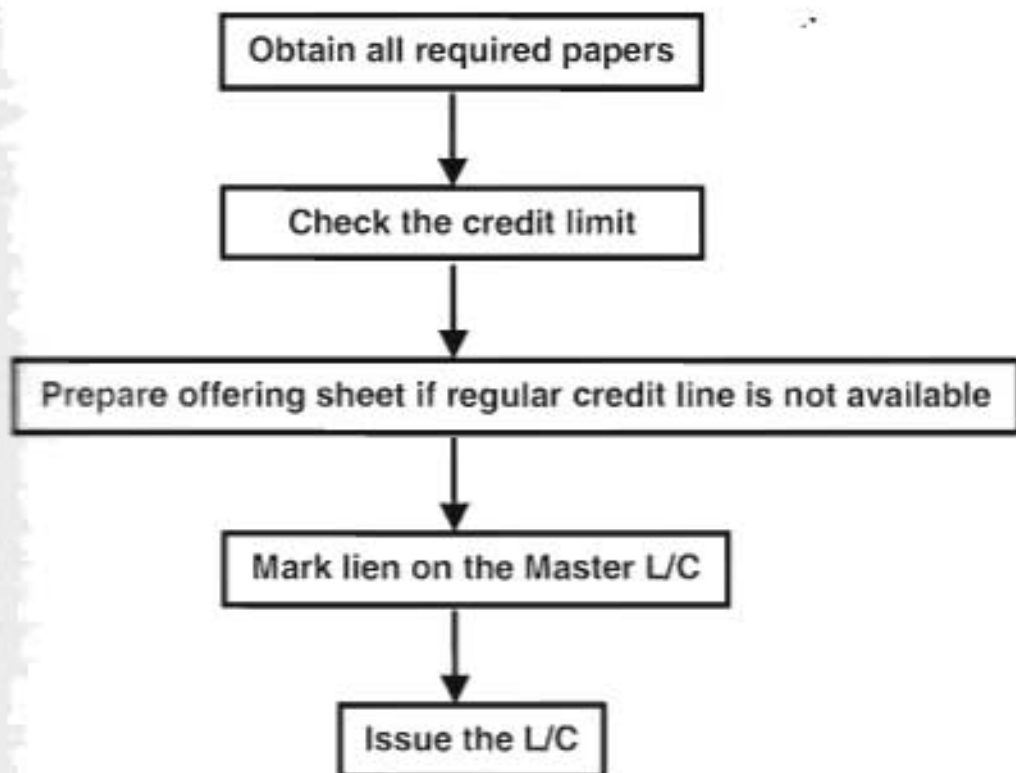 Obtain all required papers
Check the credit limit
Prepare offering sheet if regular credit line is not available
Mark lien on the Master L/C
Issue the L/C